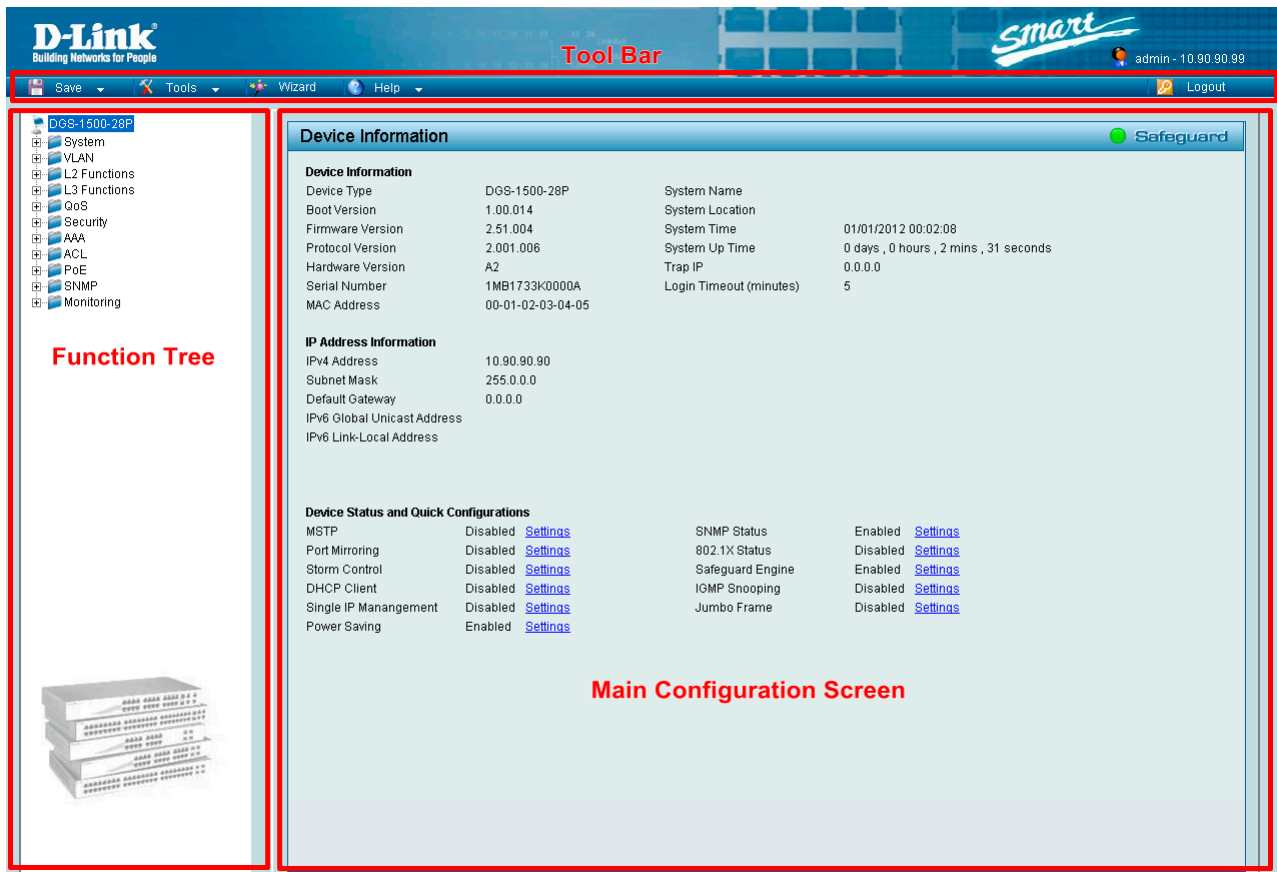 D-Link
Building Networks for People
Smart
Tool Bar
admin - 10.90.90.99
Save Tools Wizard Help Logout
DGS-1500-28P
System
VLAN
L2 Functions
L3 Functions
QoS
Security
AAA
ACL
PoE
SNMP
Monitoring
Function Tree
Device Information Safeguard
Device Information
Device Type DGS-1500-28P System Name
Boot Version 1.00.014 System Location
Firmware Version 2.51.004 System Time 01/01/2012 00:02:08
Protocol Version 2.001.006 System Up Time 0 days , 0 hours , 2 mins , 31 seconds
Hardware Version A2 Trap IP 0.0.0.0
Serial Number 1MB1733K0000A Login Timeout (minutes) 5
MAC Address 00-01-02-03-04-05
IP Address Information
IPv4 Address 10.90.90.90
Subnet Mask 255.0.0.0
Default Gateway 0.0.0.0
IPv6 Global Unicast Address
IPv6 Link-Local Address
Device Status and Quick Configurations
MSTP Disabled Settings SNMP Status Enabled Settings
Port Mirroring Disabled Settings 802.1X Status Disabled Settings
Storm Control Disabled Settings Safeguard Engine Enabled Settings
DHCP Client Disabled Settings IGMP Snooping Disabled Settings
Single IP Manangement Disabled Settings Jumbo Frame Disabled Settings
Power Saving Enabled Settings
Main Configuration Screen